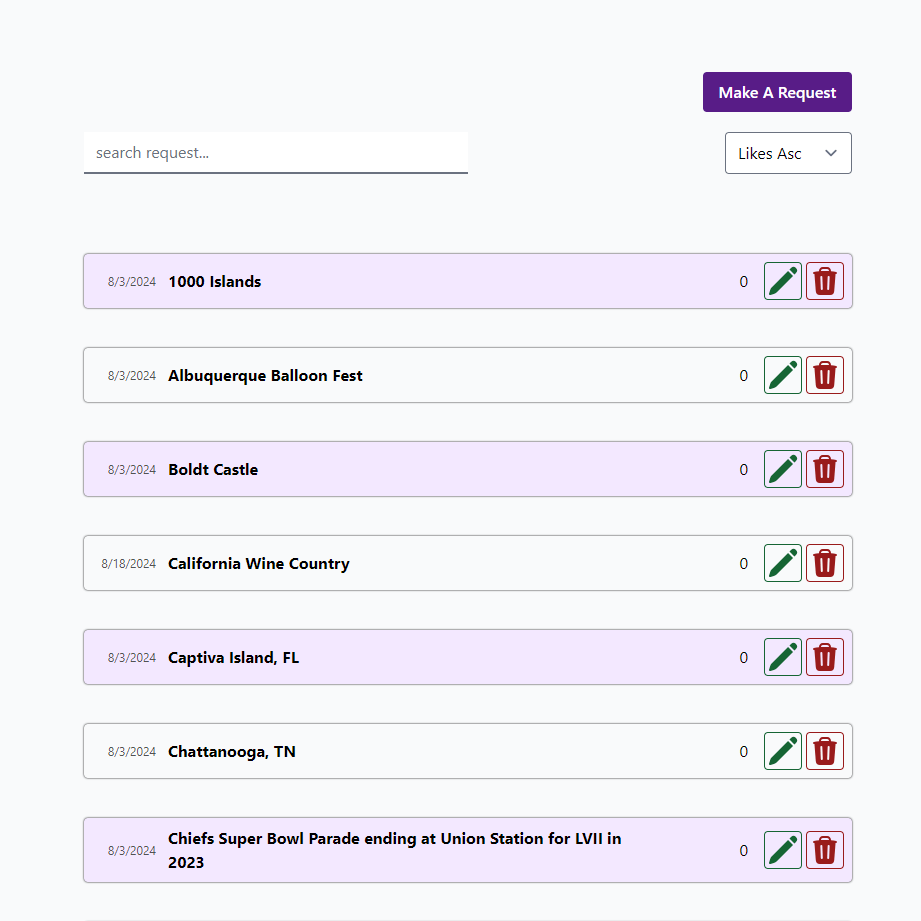 Make A Request
search request...
Likes Asc
8/3/2024 1000 Islands 0
8/3/2024 Albuquerque Balloon Fest 0
8/3/2024 Boldt Castle 0
8/18/2024 California Wine Country 0
8/3/2024 Captiva Island, FL 0
8/3/2024 Chattanooga, TN 0
8/3/2024 Chiefs Super Bowl Parade ending at Union Station for LVII in 0
2023